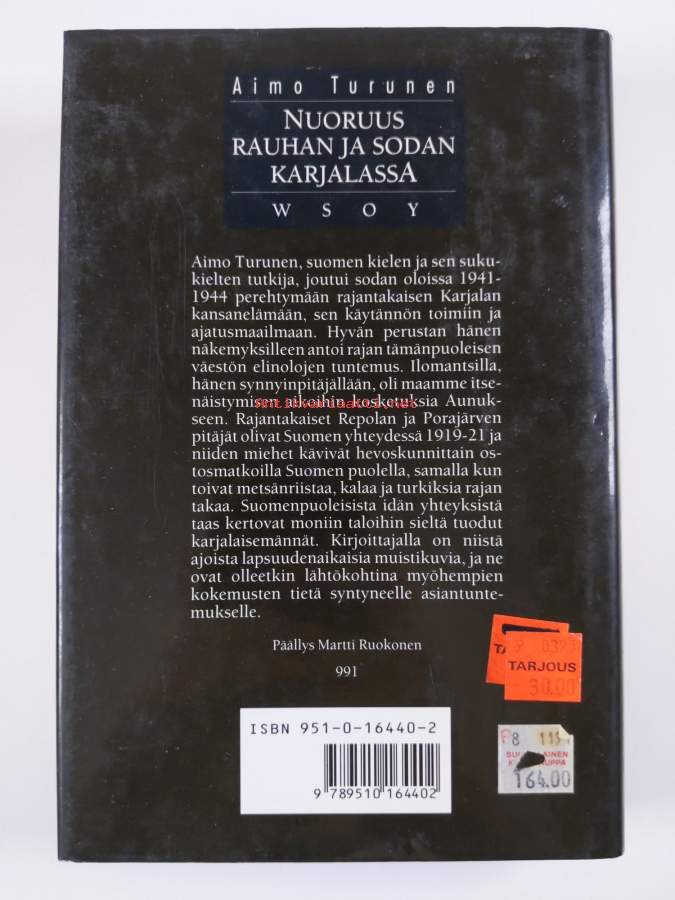 Aimo Turunen
NUORUUS
RAUHAN JA SODAN
KARJALASSA
WSOY
Aimo Turunen, suomen kielen ja sen suku-
kielten tutkija, joutui sodan oloissa 1941-
1944 perehtymään rajantakaisen Karjalan
kansanelämään, sen käytännön toimiin ja
ajatusmaailmaan. Hyvän perustan hänen
näkemyksilleen antoi rajan tämänpuoleisen
väestön elinolojen tuntemus. Ilomantsilla,
hänen synnyinpitäjällään, oli maamme itse-
näistymisen aikoihin kosketuksia Aunuk-
antikvariaatti.net
seen. Rajantakaiset Repolan ja Porajärven
pitäjät olivat Suomen yhteydessä 1919-21 ja
niiden miehet kävivät hevoskunnittain os-
tosmatkoilla Suomen puolella, samalla kun
toivat metsänriistaa, kalaa ja turkiksia rajan
takaa. Suomenpuoleisista idän yhteyksistä
taas kertovat moniin taloihin sieltä tuodut
karjalaisemännät. Kirjoittajalla on niistä
ajoista lapsuudenaikaisia muistikuvia, ja ne
ovat olleetkin lähtökohtina myöhempien
kokemusten tietä syntyneelle asiantunte-
mukselle.
Päällys Martti Ruokonen
991
TARJOUS
30.00
ISBN 951-0-16440-2
9 789510 164402
164.00